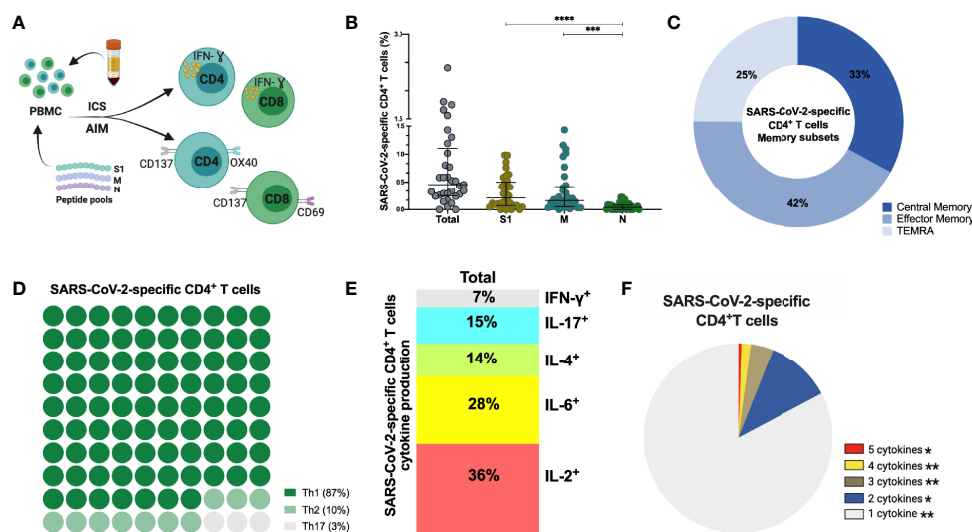 A
IFN-γ
CD4
IFN-γ
CD8
PBMC
ICS
AIM
CD137
CD4
OX40
S1
M
N
Peptide pools
CD137
CD8
CD69
B
****
***
SARS-CoV-2-specific CD4⁺ T cells (%)
3.3
1.5
1.5
0.5
0.0
Total
S1
M
N
C
33%
42%
25%
SARS-CoV-2-specific
CD4⁺ T cells
Memory subsets
Central Memory
Effector Memory
TEMRA
D
SARS-CoV-2-specific CD4⁺ T cells
Th1 (87%)
Th2 (10%)
Th17 (3%)
E
Total
SARS-CoV-2-specific CD4⁺ T cells
cytokine production
7%
IFN-γ⁺
15%
IL-17⁺
14%
IL-4⁺
28%
IL-6⁺
36%
IL-2⁺
F
SARS-CoV-2-specific
CD4⁺T cells
5 cytokines *
4 cytokines **
3 cytokines **
2 cytokines *
1 cytokine **